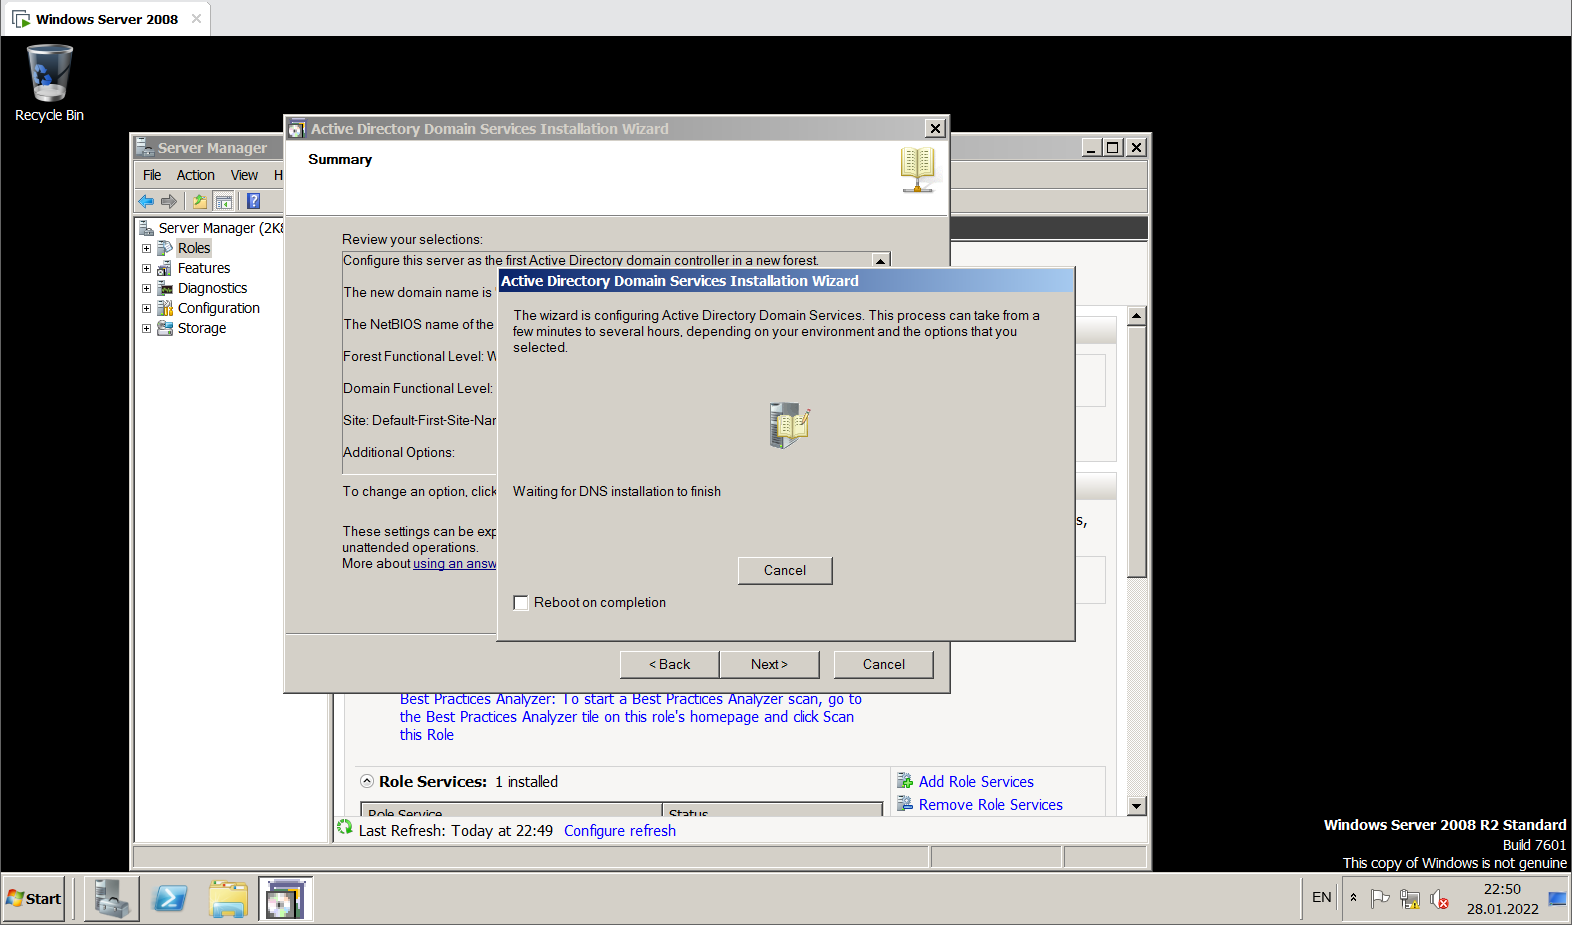 Windows Server 2008
Recycle Bin
Active Directory Domain Services Installation Wizard
Server Manager
Summary
File Action View H
Server Manager (2K8
Roles
Features
Diagnostics
Configuration
Storage
Review your selections:
Configure this server as the first Active Directory domain controller in a new forest.
The new domain name is
The NetBIOS name of the
Forest Functional Level: W
Domain Functional Level:
Site: Default-First-Site-Nar
Additional Options:
To change an option, click
These settings can be exp
unattended operations.
More about using an answ
Active Directory Domain Services Installation Wizard
The wizard is configuring Active Directory Domain Services. This process can take from a
few minutes to several hours, depending on your environment and the options that you
selected.
Waiting for DNS installation to finish
Cancel
Reboot on completion
s,
< Back Next > Cancel
Best Practices Analyzer: To start a Best Practices Analyzer scan, go to
the Best Practices Analyzer tile on this role's homepage and click Scan
this Role
Role Services: 1 installed
Add Role Services
Remove Role Services
Role Service Status
Last Refresh: Today at 22:49 Configure refresh
Windows Server 2008 R2 Standard
Build 7601
This copy of Windows is not genuine
Start
EN
22:50
28.01.2022